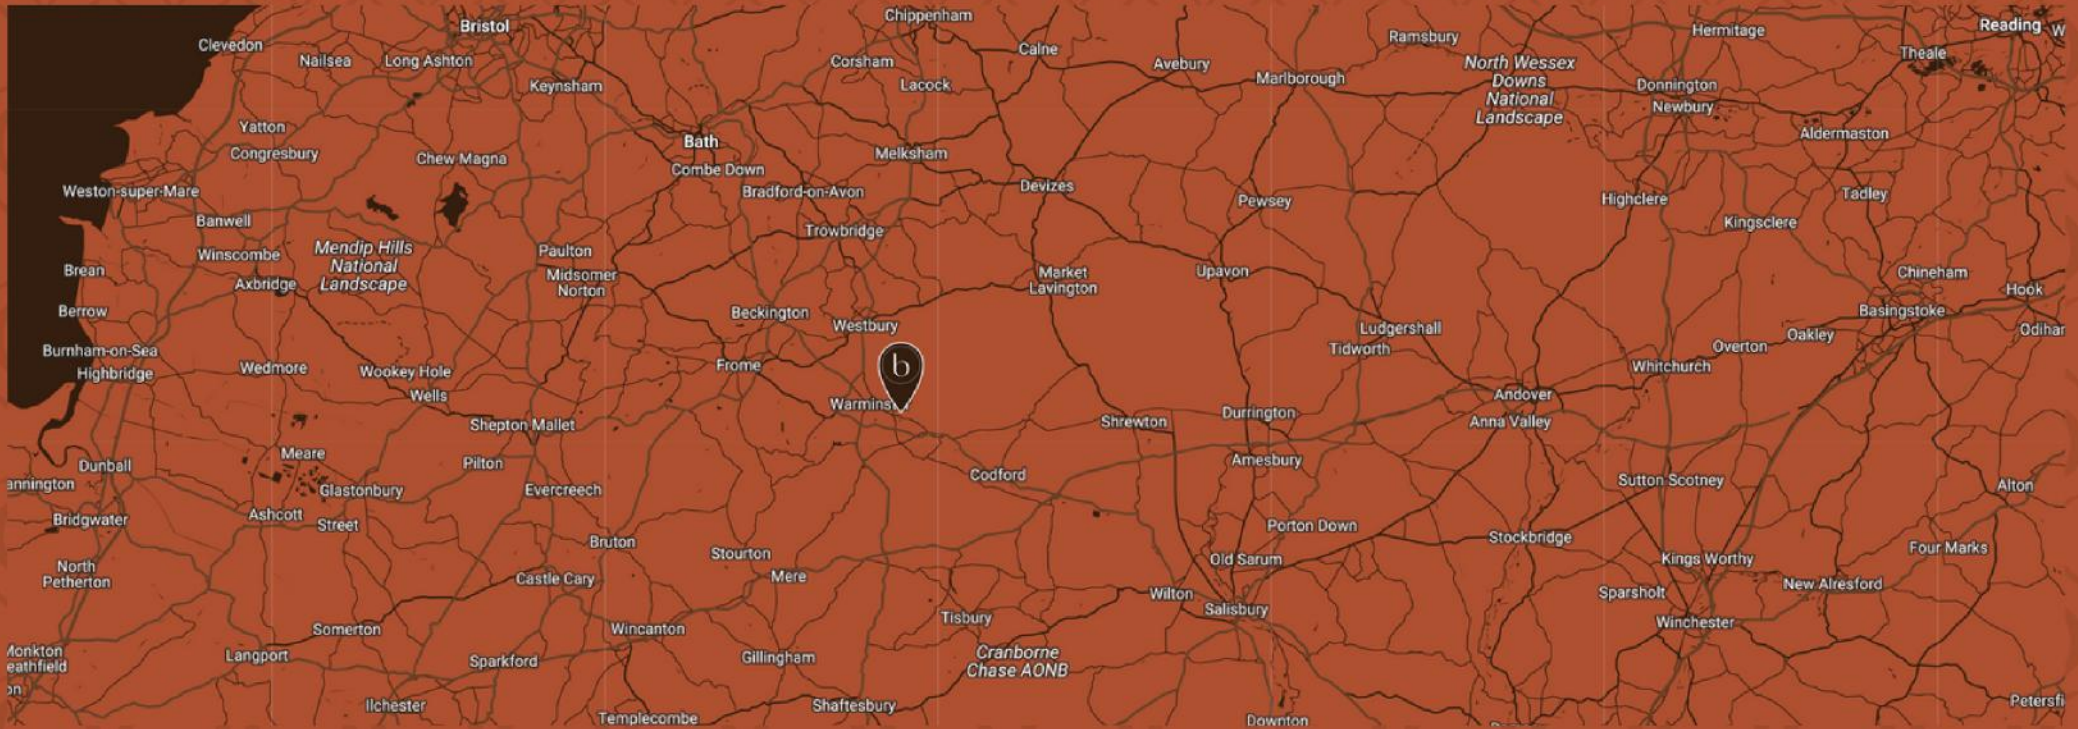 Chippenham
Bristol
Reading
W
Hermitage
Ramsbury
Clevedon
Calne
Theale
Nailsea
Long Ashton
Corsham
Avebury
North Wessex
Downs
National
Landscape
Marlborough
Keynsham
Lacock
Donnington
Newbury
Yatton
Aldermaston
Bath
Congresbury
Chew Magna
Melksham
Combe Down
Weston-super-Mare
Bradford-on-Avon
Devizes
Pewsey
Highclere
Tadley
Banwell
Kingsclere
Trowbridge
Mendip Hills
National
Landscape
Winscombe
Paulton
Brean
Midsomer
Norton
Market
Lavington
Upavon
Chineham
Axbridge
Hook
Berrow
Beckington
Westbury
Basingstoke
Ludgershall
Odihar
Oakley
Burnham-on-Sea
Tidworth
Overton
Highbridge
Wedmore
Wookey Hole
Frome
b
Whitchurch
Wells
Andover
Warminst
Durrington
Shepton Mallet
Shrewton
Anna Valley
Meare
Pilton
Dunball
Amesbury
annington
Glastonbury
Evercreech
Codford
Sutton Scotney
Alton
Ashcott
Bridgwater
Street
Porton Down
Bruton
Stockbridge
Stourton
Four Marks
Old Sarum
Kings Worthy
North
Petherton
Castle Cary
Mere
New Alresford
Wilton
Sparsholt
Salisbury
Tisbury
Winchester
Somerton
Wincanton
Monkton
eathfield
on
Langport
Sparkford
Gillingham
Cranborne
Chase AONB
Ilchester
Shaftesbury
Petersfi
Templecombe
Downton